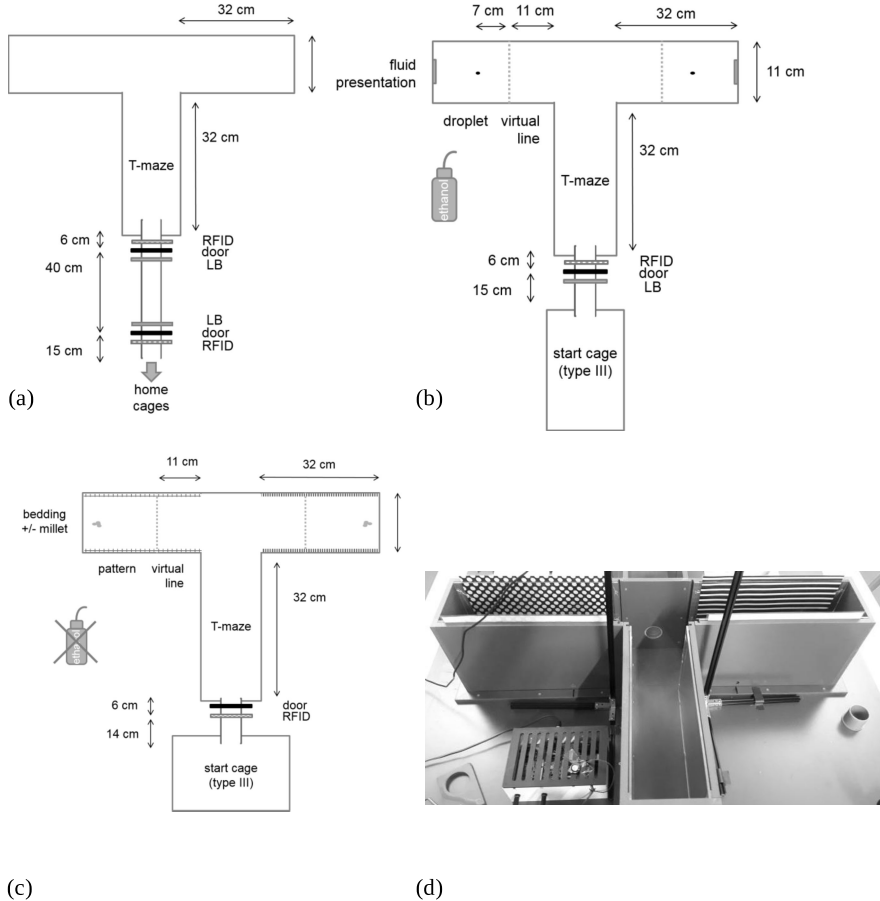 32 cm
32 cm
T-maze
6 cm
RFID
door
LB
40 cm
LB
door
RFID
15 cm
home
cages
(a)
7 cm
11 cm
32 cm
fluid
presentation
11 cm
droplet
virtual
line
32 cm
ethanol
T-maze
6 cm
RFID
door
LB
15 cm
start cage
(type III)
(b)
11 cm
32 cm
bedding
+/- millet
pattern
virtual
line
32 cm
ethanol
T-maze
6 cm
door
RFID
14 cm
start cage
(type III)
(c)
(d)